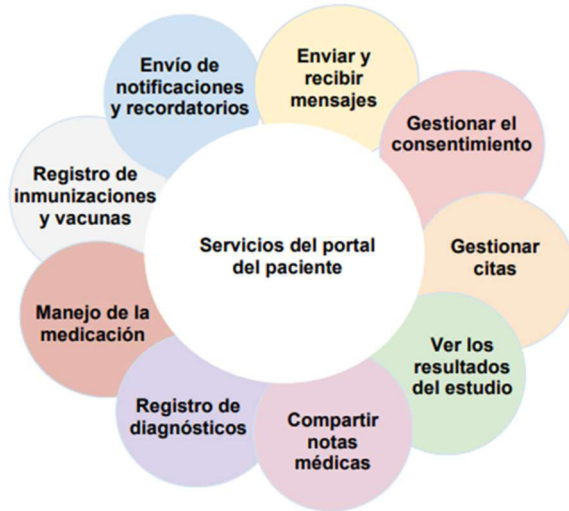 Envío de
notificaciones
y recordatorios
Enviar y
recibir
mensajes
Gestionar el
consentimiento
Gestionar
citas
Ver los
resultados
del estudio
Compartir
notas
médicas
Registro de
diagnósticos
Manejo de la
medicación
Registro de
inmunizaciones
y vacunas
Servicios del portal
del paciente